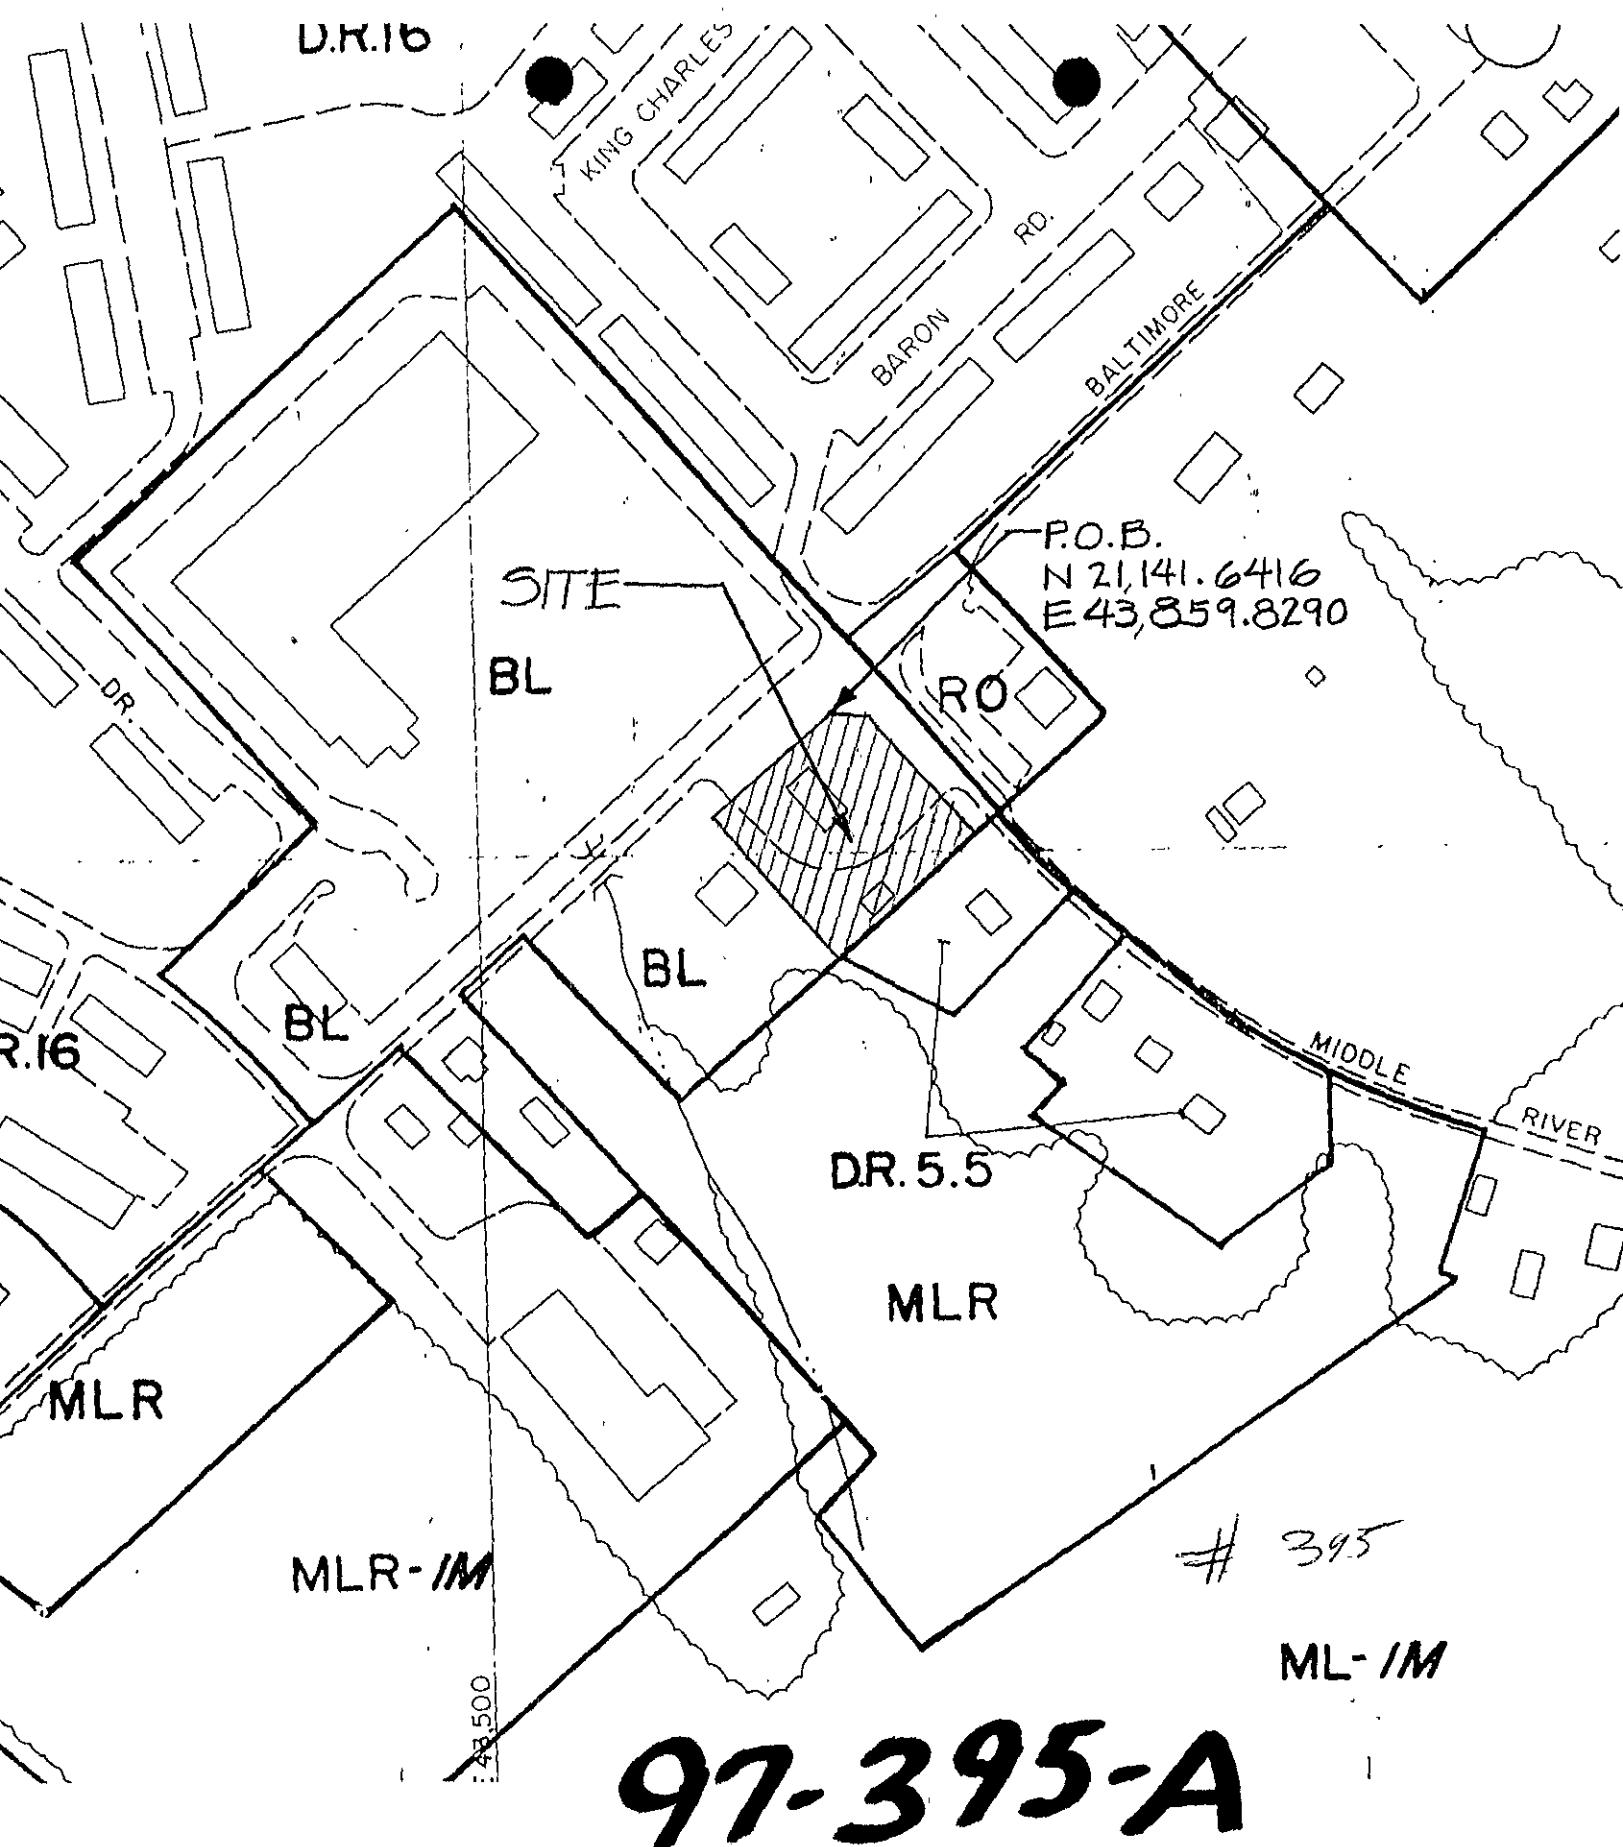 D.R.16
KING CHARLES
RD.
BARON
BALTIMORE
P.O.B.
N 21,141.6416
E 43,859.8290
SITE
BL
RO
DR.
BL
BL
R.16
MIDDLE
RIVER
D.R. 5.5
MLR
MLR
# 395
MLR-IM
ML-IM
43,500
97-395-A